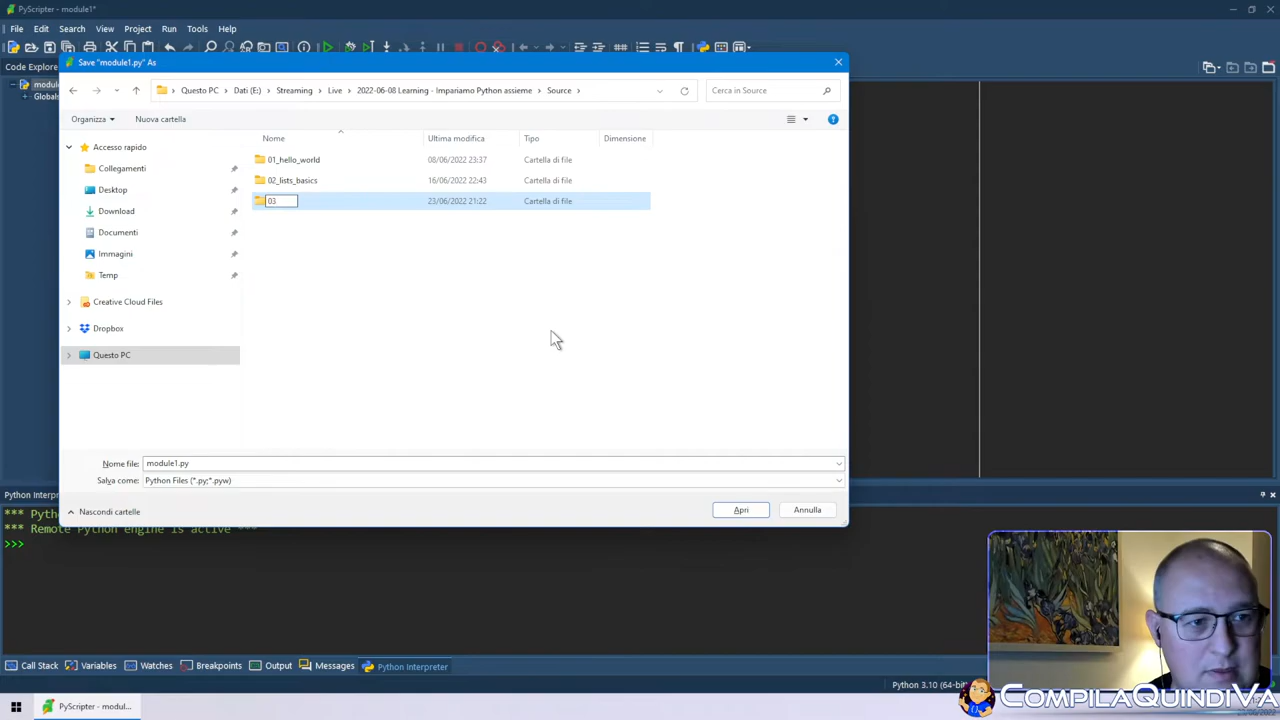 PyScripter - module1*
File Edit Search View Project Run Tools Help
Code Explorer
Save "module1.py" As
Questo PC › Dati (E:) › Streaming › Live › 2022-06-08 Learning - Impariamo Python assieme › Source ›
Cerca in Source
Organizza
Nuova cartella
Nome Ultima modifica Tipo Dimensione
Accesso rapido
Collegamenti
Desktop
Download
Documenti
Immagini
Temp
Creative Cloud Files
Dropbox
Questo PC
01_hello_world 08/06/2022 23:37 Cartella di file
02_lists_basics 16/06/2022 22:43 Cartella di file
03 23/06/2022 21:22 Cartella di file
Nome file: module1.py
Salva come: Python Files (*.py;*.pyw)
Nascondi cartelle
Apri
Annulla
modul
Globals
*** Remote Python engine is active ***
>>>
Call Stack Variables Watches Breakpoints Output Messages Python Interpreter
Python 3.10 (64-bit)
PyScripter - modul...
CompilaQuindiVa